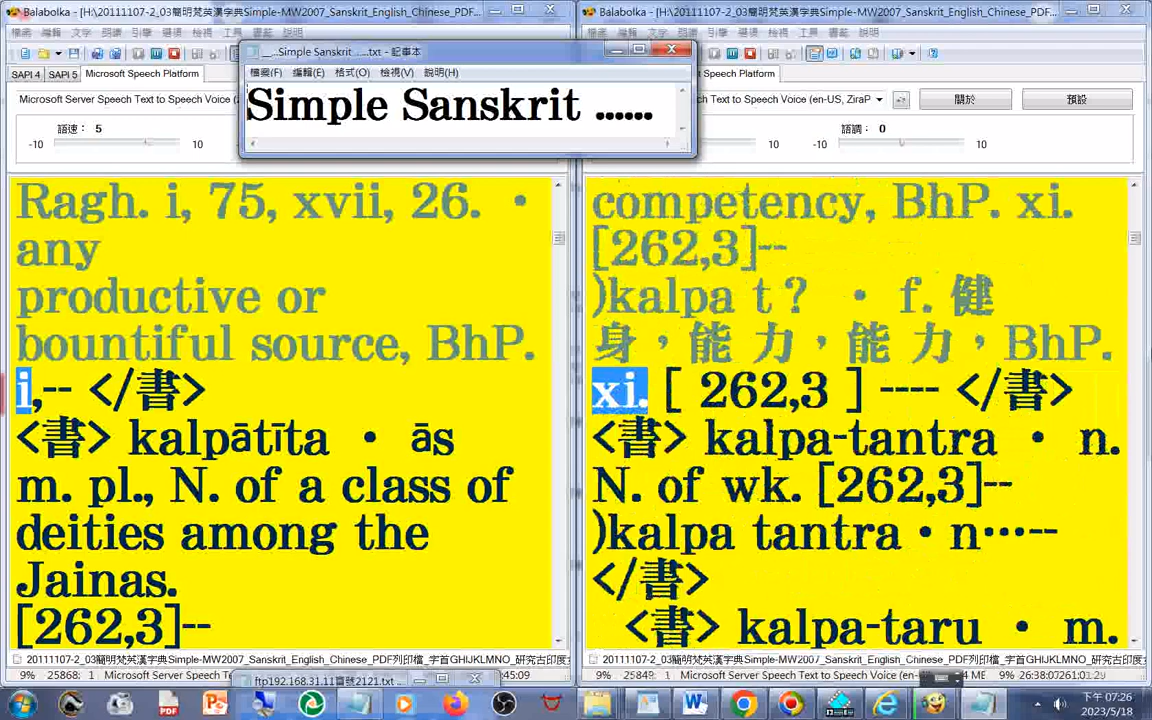 Balabolka - [H:\20111107-2_03簡明梵英漢字典Simple-MW2007_Sanskrit_English_Chinese_PDF...
Balabolka - [H:\20111107-2_03簡明梵英漢字典Simple-MW2007_Sanskrit_English_Chinese_PDF...
__...Simple Sanskrit ......txt - 記事本
檔案(F) 編輯(E) 格式(O) 檢視(V) 說明(H)
Simple Sanskrit ......
SAPI 4 SAPI 5 Microsoft Speech Platform
Speech Platform
Microsoft Server Speech Text to Speech Voice
ch Text to Speech Voice (en-US, ZiraP
關於
預設
語速： 5
語調： 0
-10 10
10 -10 10
Ragh. i, 75, xvii, 26. •
any
productive or
bountiful source, BhP.
i,-- </書>
<書> kalpātīta • ās
m. pl., N. of a class of
deities among the
Jainas.
[262,3]--
competency, BhP. xi.
[262,3]--
)kalpa t？ • f. 健
身，能 力，能 力，BhP.
xi. [ 262,3 ] ---- </書>
<書> kalpa-tantra • n.
N. of wk. [262,3]--
)kalpa tantra•n…--
</書>
<書> kalpa-taru • m.
20111107-2_03簡明梵英漢字典Simple-MW2007_Sanskrit_English_Chinese_PDF列印檔_字首GHIJKLMNO_研究古印度
20111107-2_03簡明梵英漢字典Simple-MW2007_Sanskrit_English_Chinese_PDF列印檔_字首GHIJKLMNO_研究古印度
9% 25868: 1 Microsoft Speech
ftp192.168.31.11
2121.txt ...
:45:09
9% 25849: 1 Microsoft Speech Text to Speech
下午 07:26
2023/5/18